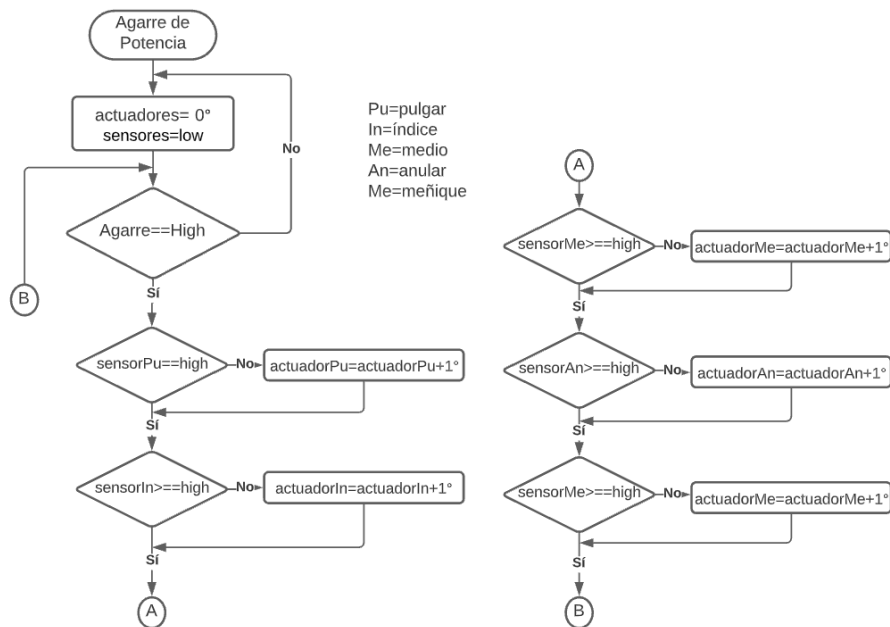 Agarre de
Potencia
actuadores= 0°
sensores=low
No
Agarre==High
Sí
B
sensorPu==high
No
actuadorPu=actuadorPu+1°
Sí
sensorIn>==high
No
actuadorIn=actuadorIn+1°
Sí
A
Pu=pulgar
In=índice
Me=medio
An=anular
Me=meñique
A
sensorMe>==high
No
actuadorMe=actuadorMe+1°
Sí
sensorAn>==high
No
actuadorAn=actuadorAn+1°
Sí
sensorMe>==high
No
actuadorMe=actuadorMe+1°
Sí
B